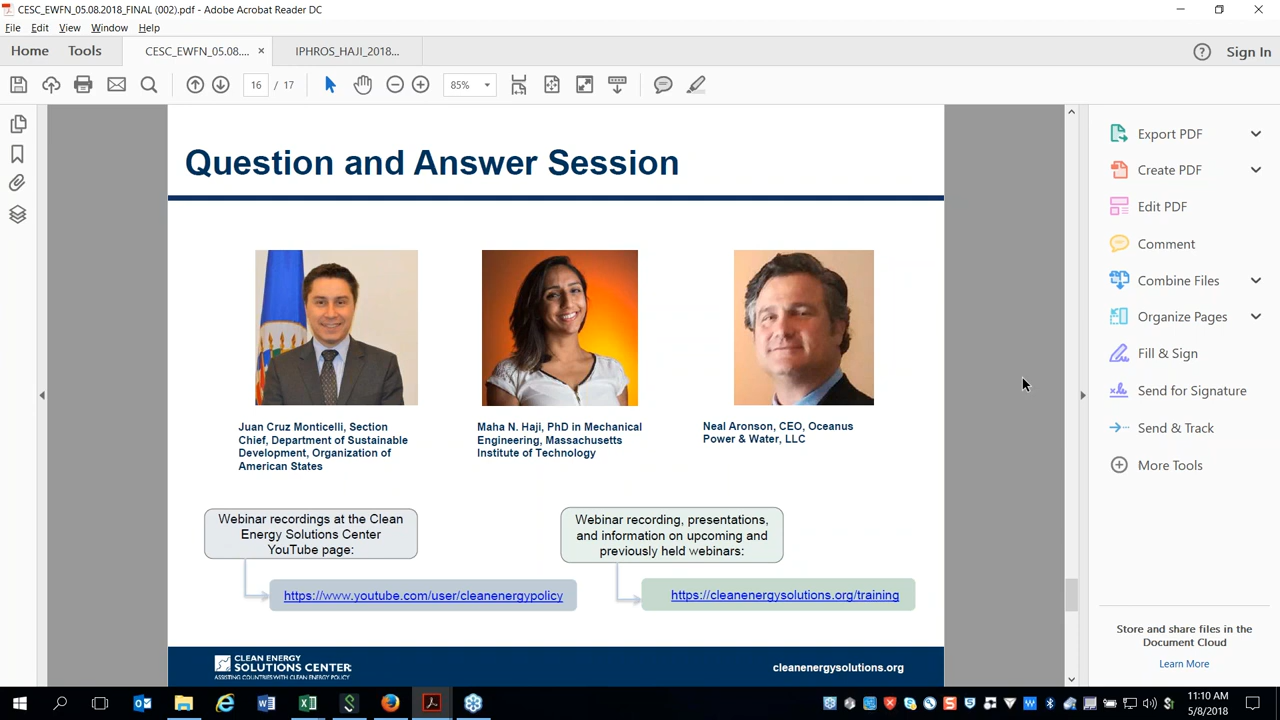 CESC_EWFN_05.08.2018_FINAL (002).pdf - Adobe Acrobat Reader DC
File Edit View Window Help
Home Tools CESC_EWFN_05.08.... × IPHROS_HAJI_2018... Sign In
16 / 17 85%
Question and Answer Session
Juan Cruz Monticelli, Section
Chief, Department of Sustainable
Development, Organization of
American States
Maha N. Haji, PhD in Mechanical
Engineering, Massachusetts
Institute of Technology
Neal Aronson, CEO, Oceanus
Power & Water, LLC
Webinar recordings at the Clean
Energy Solutions Center
YouTube page:
https://www.youtube.com/user/cleanenergypolicy
Webinar recording, presentations,
and information on upcoming and
previously held webinars:
https://cleanenergysolutions.org/training
CLEAN ENERGY
SOLUTIONS CENTER
ASSISTING COUNTRIES WITH CLEAN ENERGY POLICY
cleanenergysolutions.org
Export PDF
Create PDF
Edit PDF
Comment
Combine Files
Organize Pages
Fill & Sign
Send for Signature
Send & Track
More Tools
Store and share files in the
Document Cloud
Learn More
11:10 AM
5/8/2018